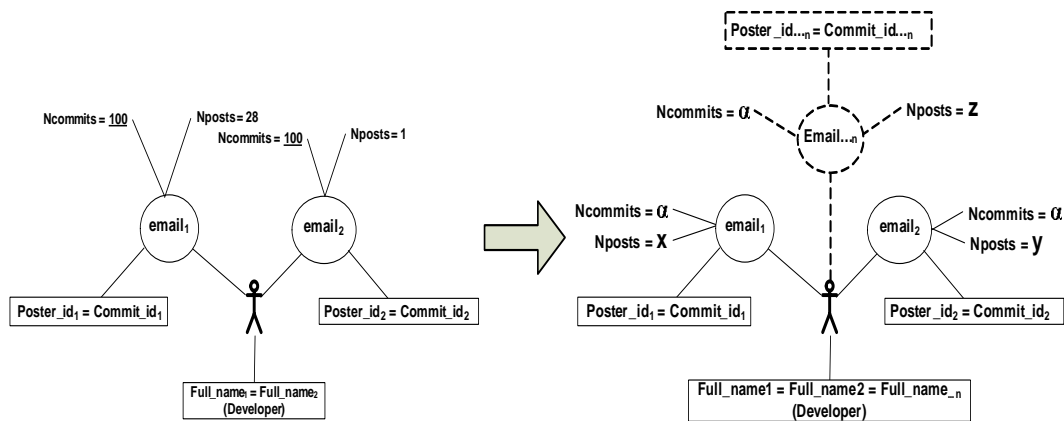 Poster_id...n = Commit_id...n
Ncommits = 100
Nposts = 28
Ncommits = 100
Nposts = 1
Ncommits = α
Nposts = z
Email...n
email1
email2
Ncommits = α
Nposts = x
email1
email2
Ncommits = α
Nposts = y
Poster_id1 = Commit_id1
Poster_id2 = Commit_id2
Poster_id1 = Commit_id1
Poster_id2 = Commit_id2
Full_name1 = Full_name2
(Developer)
Full_name1 = Full_name2 = Full_name...n
(Developer)